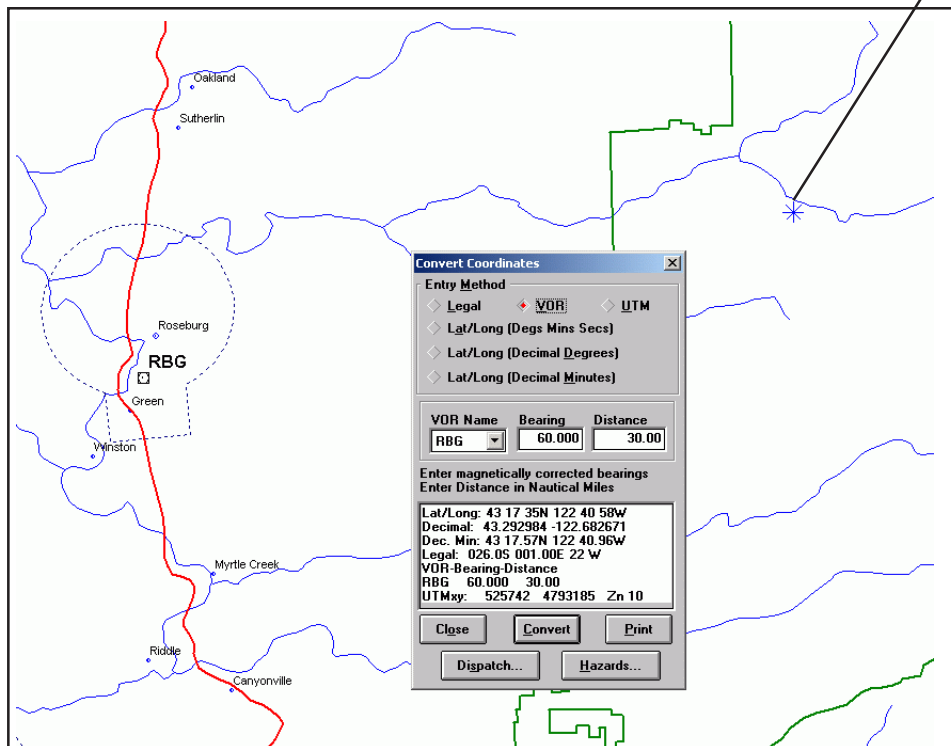 Oakland
Sutherlin
Roseburg
RBG
Green
Winston
Myrtle Creek
Riddle
Canyonville
Convert Coordinates
Entry Method
Legal VOR UTM
Lat/Long (Degs Mins Secs)
Lat/Long (Decimal Degrees)
Lat/Long (Decimal Minutes)
VOR Name Bearing Distance
RBG 60.000 30.00
Enter magnetically corrected bearings
Enter Distance in Nautical Miles
Lat/Long: 43 17 35N 122 40 58W
Decimal: 43.292984 -122.682671
Dec. Min: 43 17.57N 122 40.96W
Legal: 026.0S 001.00E 22 W
VOR-Bearing-Distance
RBG 60.000 30.00
UTMxy: 525742 4793185 Zn 10
Close Convert Print
Dispatch... Hazards...